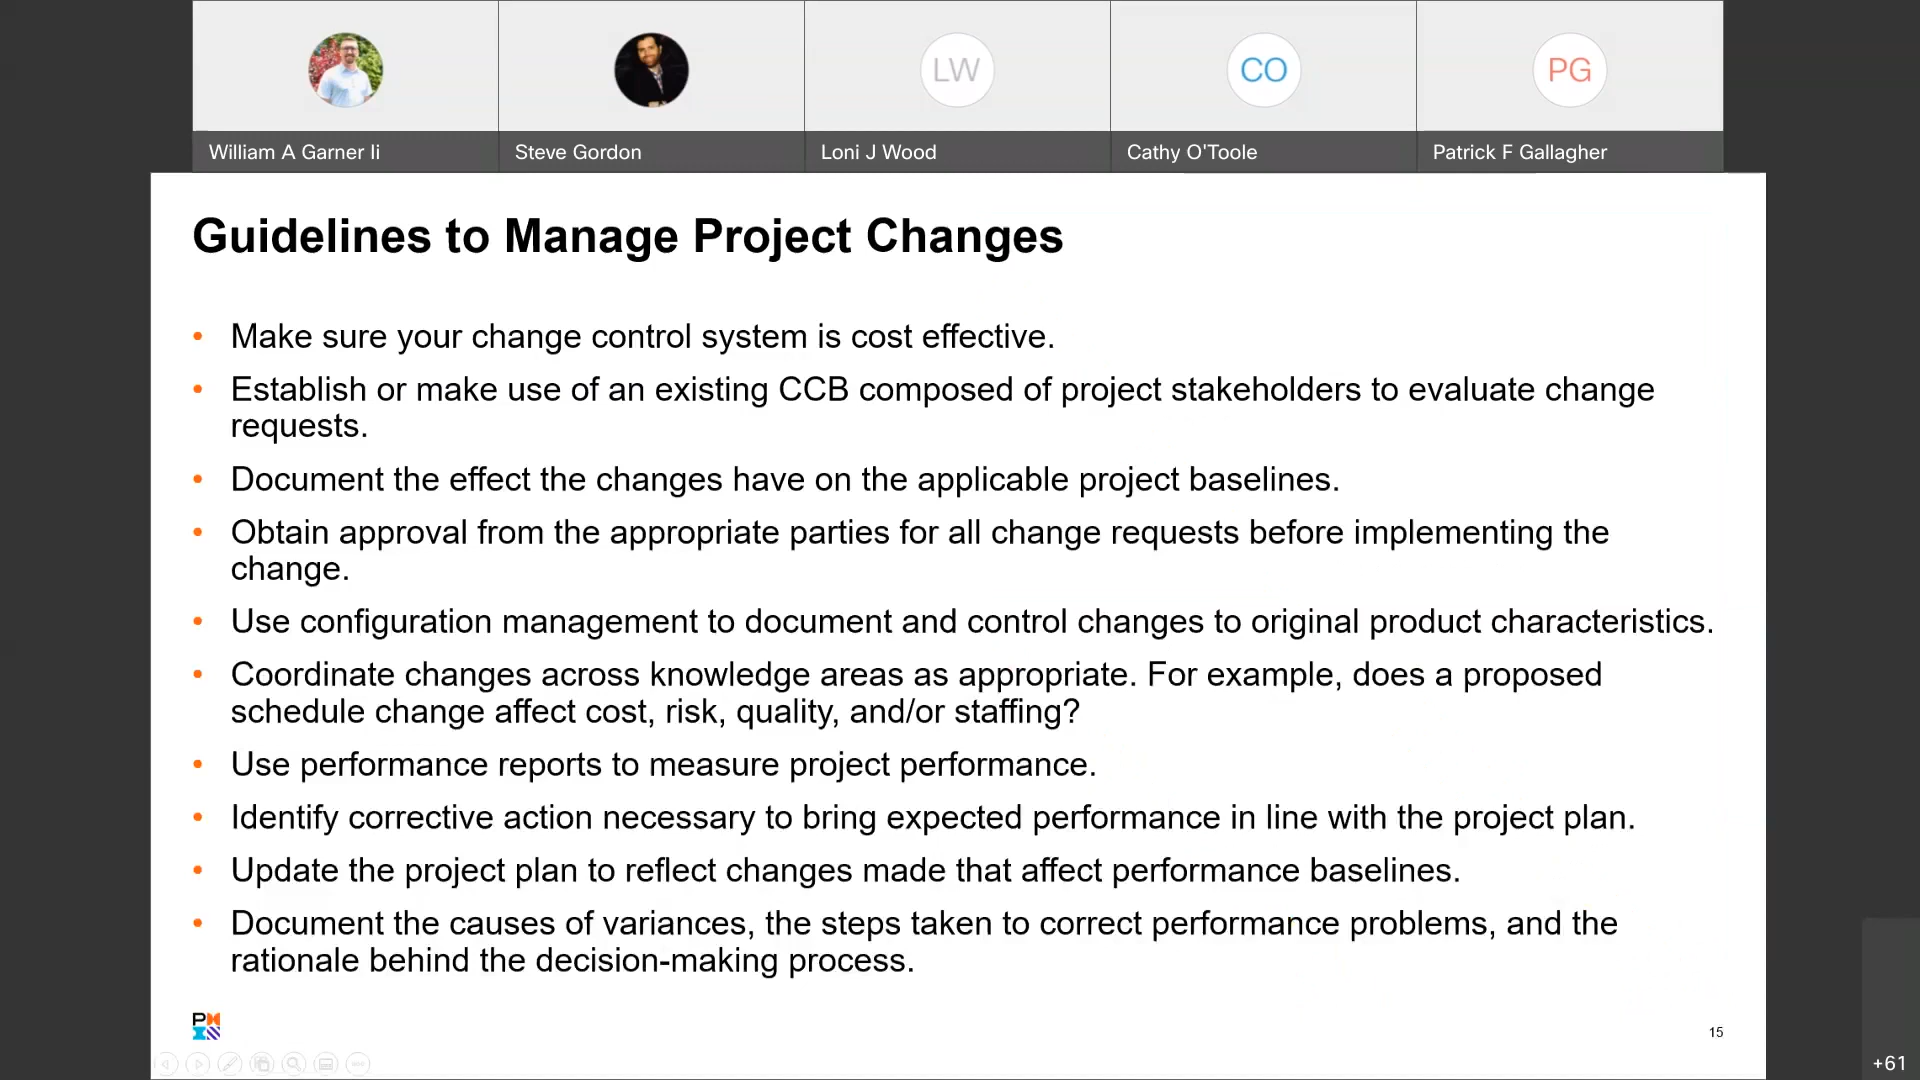 LW
CO
PG
William A Garner Ii
Steve Gordon
Loni J Wood
Cathy O'Toole
Patrick F Gallagher
Guidelines to Manage Project Changes
• Make sure your change control system is cost effective.
• Establish or make use of an existing CCB composed of project stakeholders to evaluate change
requests.
• Document the effect the changes have on the applicable project baselines.
• Obtain approval from the appropriate parties for all change requests before implementing the
change.
• Use configuration management to document and control changes to original product characteristics.
• Coordinate changes across knowledge areas as appropriate. For example, does a proposed
schedule change affect cost, risk, quality, and/or staffing?
• Use performance reports to measure project performance.
• Identify corrective action necessary to bring expected performance in line with the project plan.
• Update the project plan to reflect changes made that affect performance baselines.
• Document the causes of variances, the steps taken to correct performance problems, and the
rationale behind the decision-making process.
15
+61